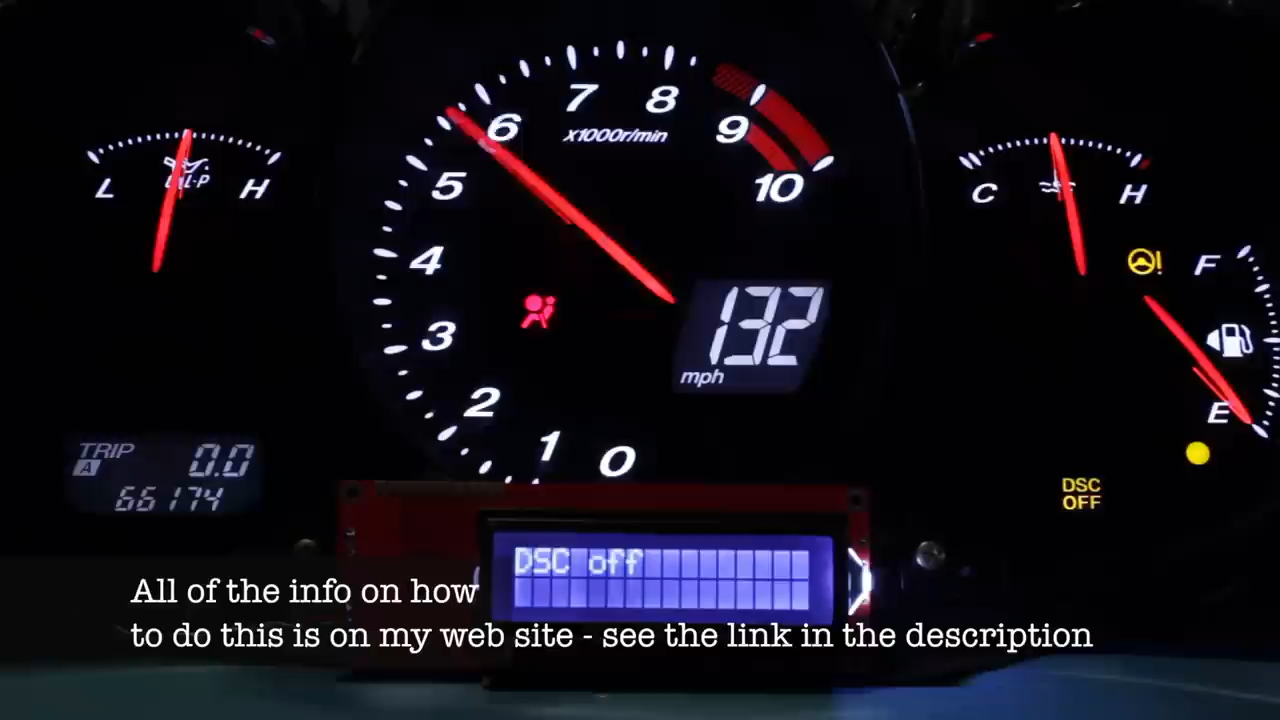 7 8
6 9
x1000r/min
5 10
4
3
2
1 0
L H
C H
F
E
132
mph
TRIP 0.0
A
66174
DSC
OFF
DSC off
All of the info on how
to do this is on my web site - see the link in the description